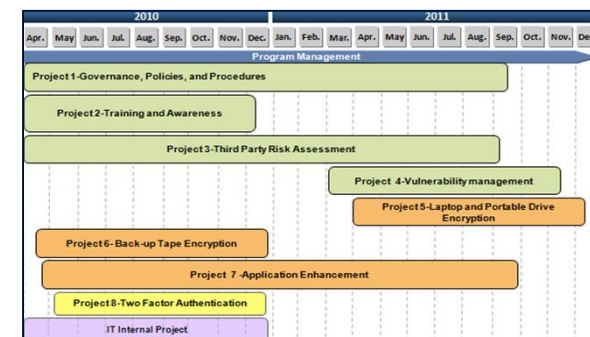 2010 2011
Apr. May Jun. Jul. Aug. Sep. Oct. Nov. Dec. Jan. Feb. Mar. Apr. May Jun. Jul. Aug. Sep. Oct. Nov. De
Program Management
Project 1-Governance, Policies, and Procedures
Project 2-Training and Awareness
Project 3-Third Party Risk Assessment
Project 4-Vulnerability management
Project 5-Laptop and Portable Drive
Encryption
Project 6- Back-up Tape Encryption
Project 7 -Application Enhancement
Project 8-Two Factor Authentication
IT Internal Project